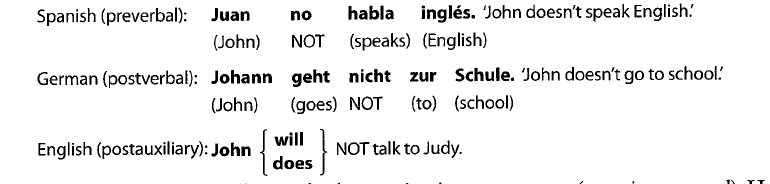 Spanish (preverbal): Juan no habla inglés. 'John doesn't speak English.'
(John) NOT (speaks) (English)
German (postverbal): Johann geht nicht zur Schule. 'John doesn't go to school.'
(John) (goes) NOT (to) (school)
will
English (postauxiliary): John { } NOT talk to Judy.
does